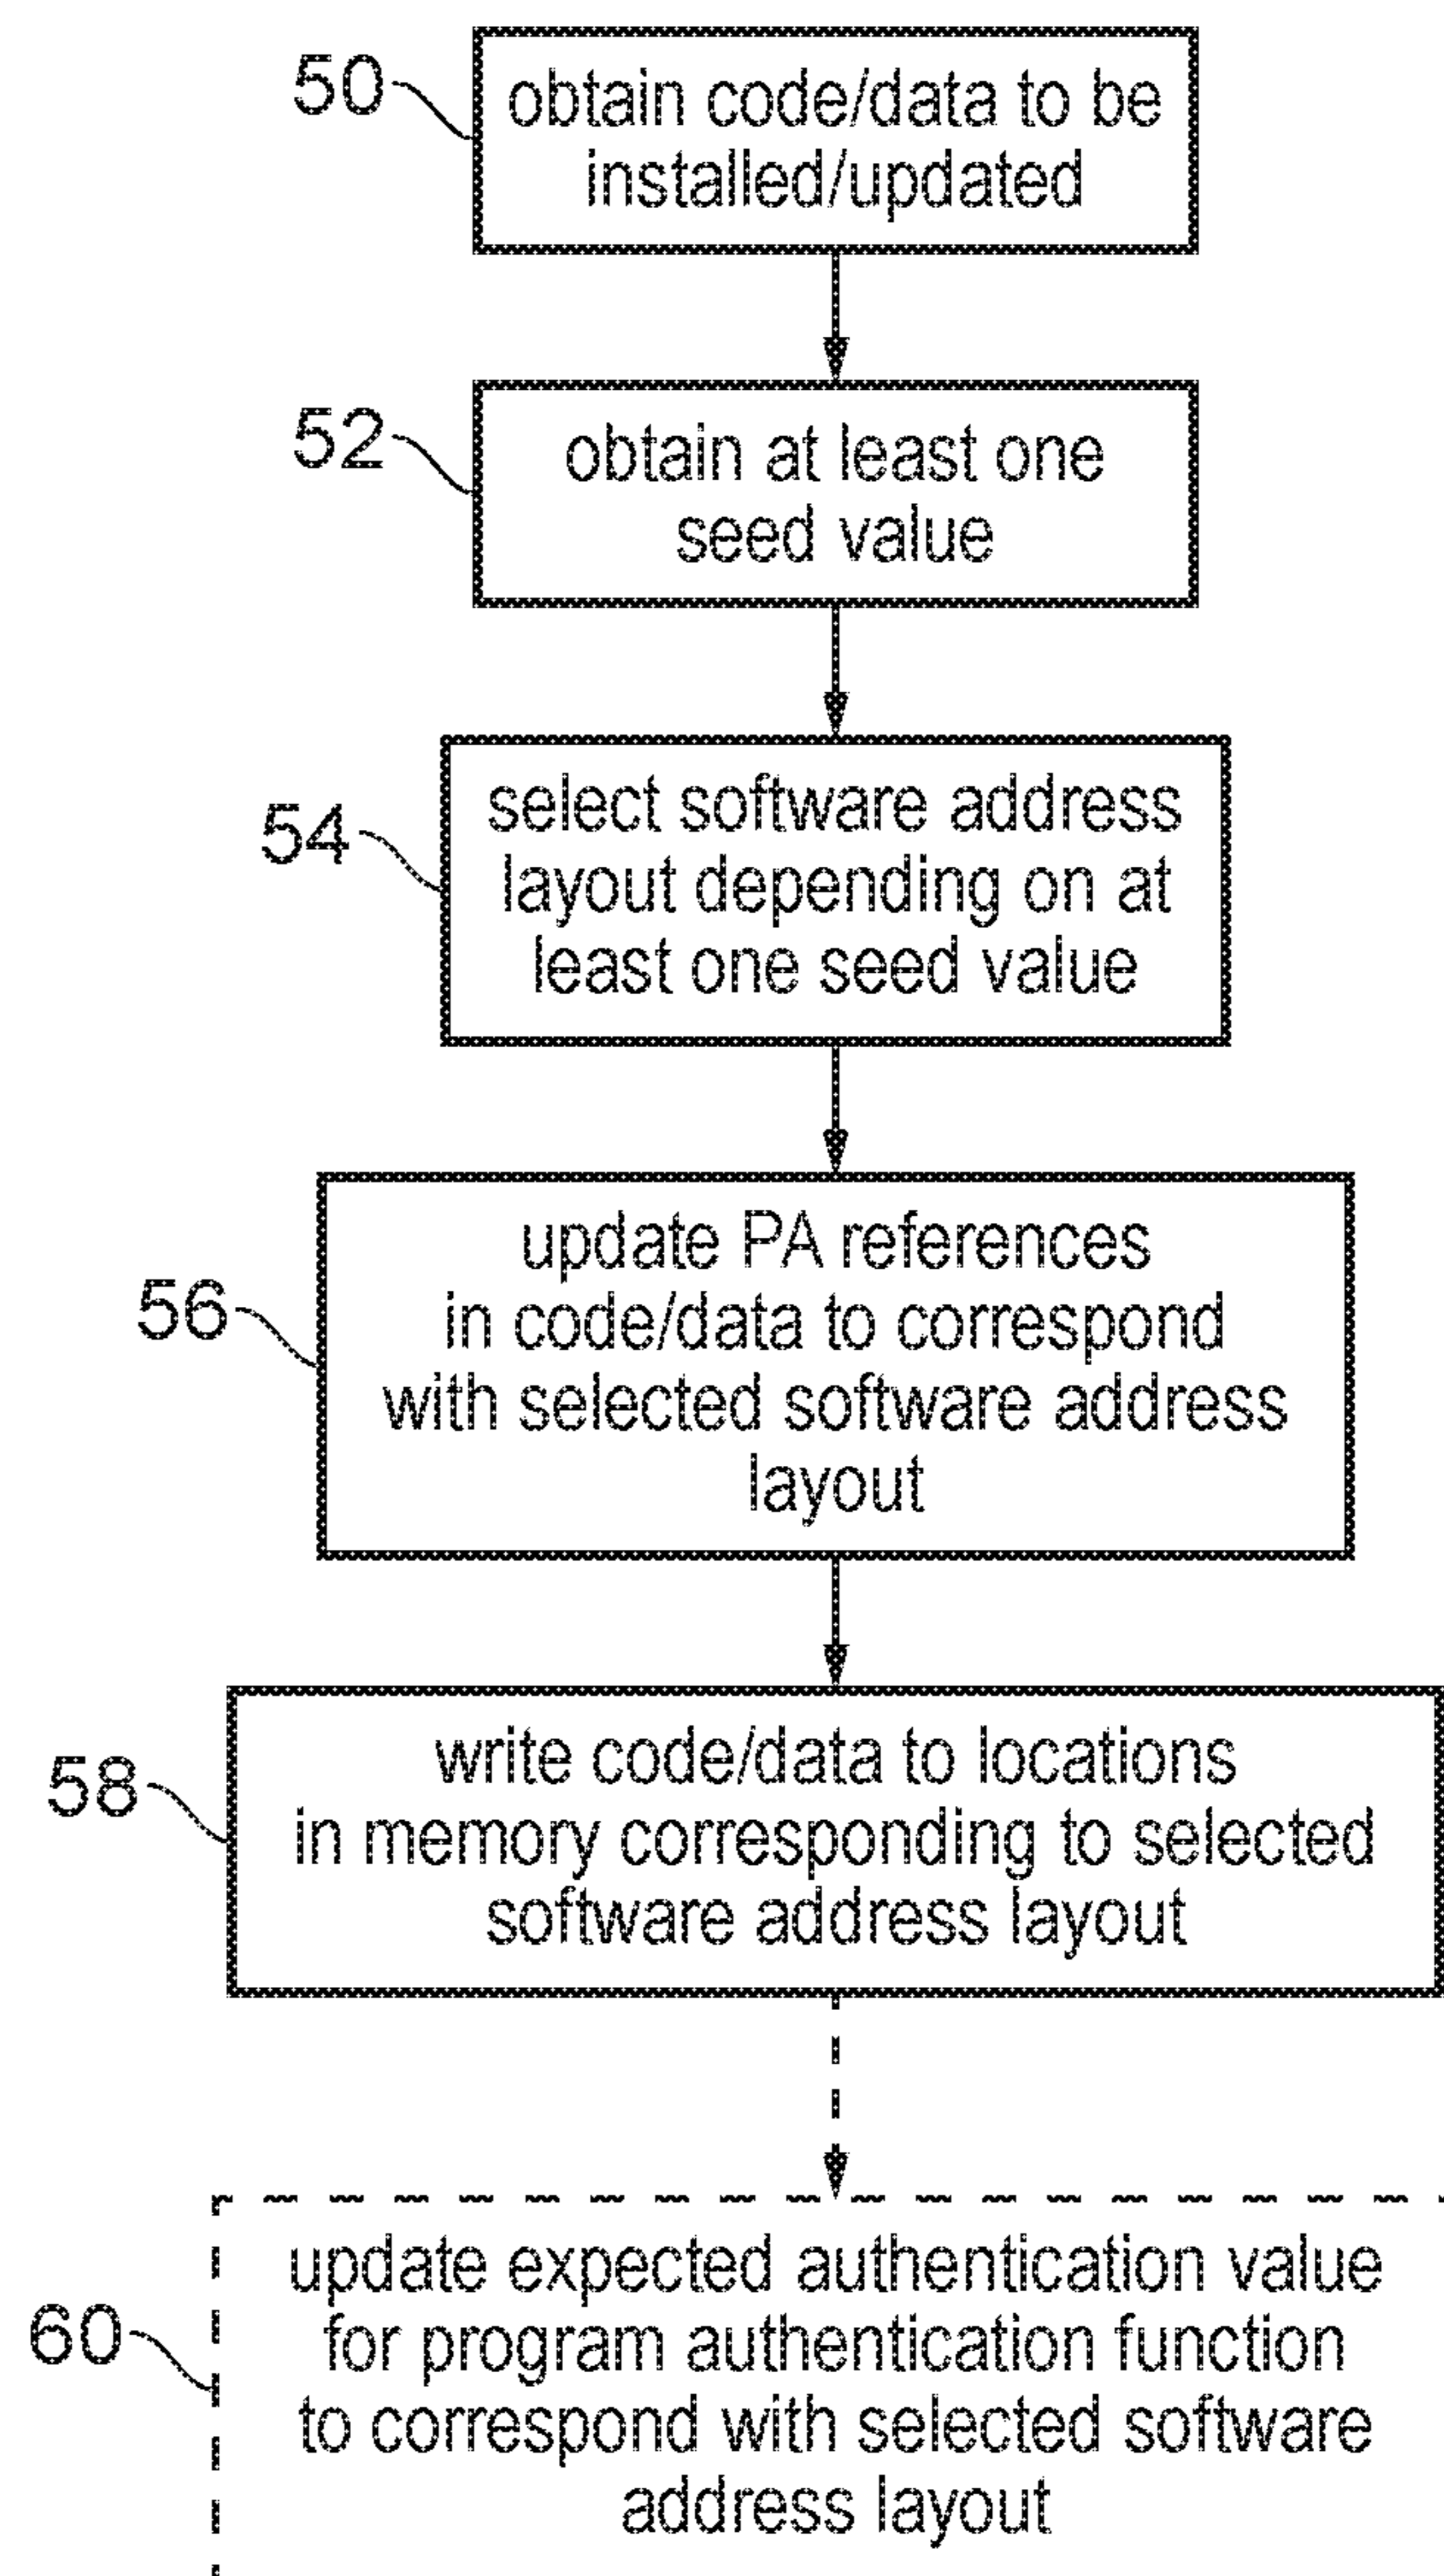 50
obtain code/data to be
installed/updated
52
obtain at least one
seed value
54
select software address
layout depending on at
least one seed value
56
update PA references
in code/data to correspond
with selected software address
layout
58
write code/data to locations
in memory corresponding to selected
software address layout
60
update expected authentication value
for program authentication function
to correspond with selected software
address layout